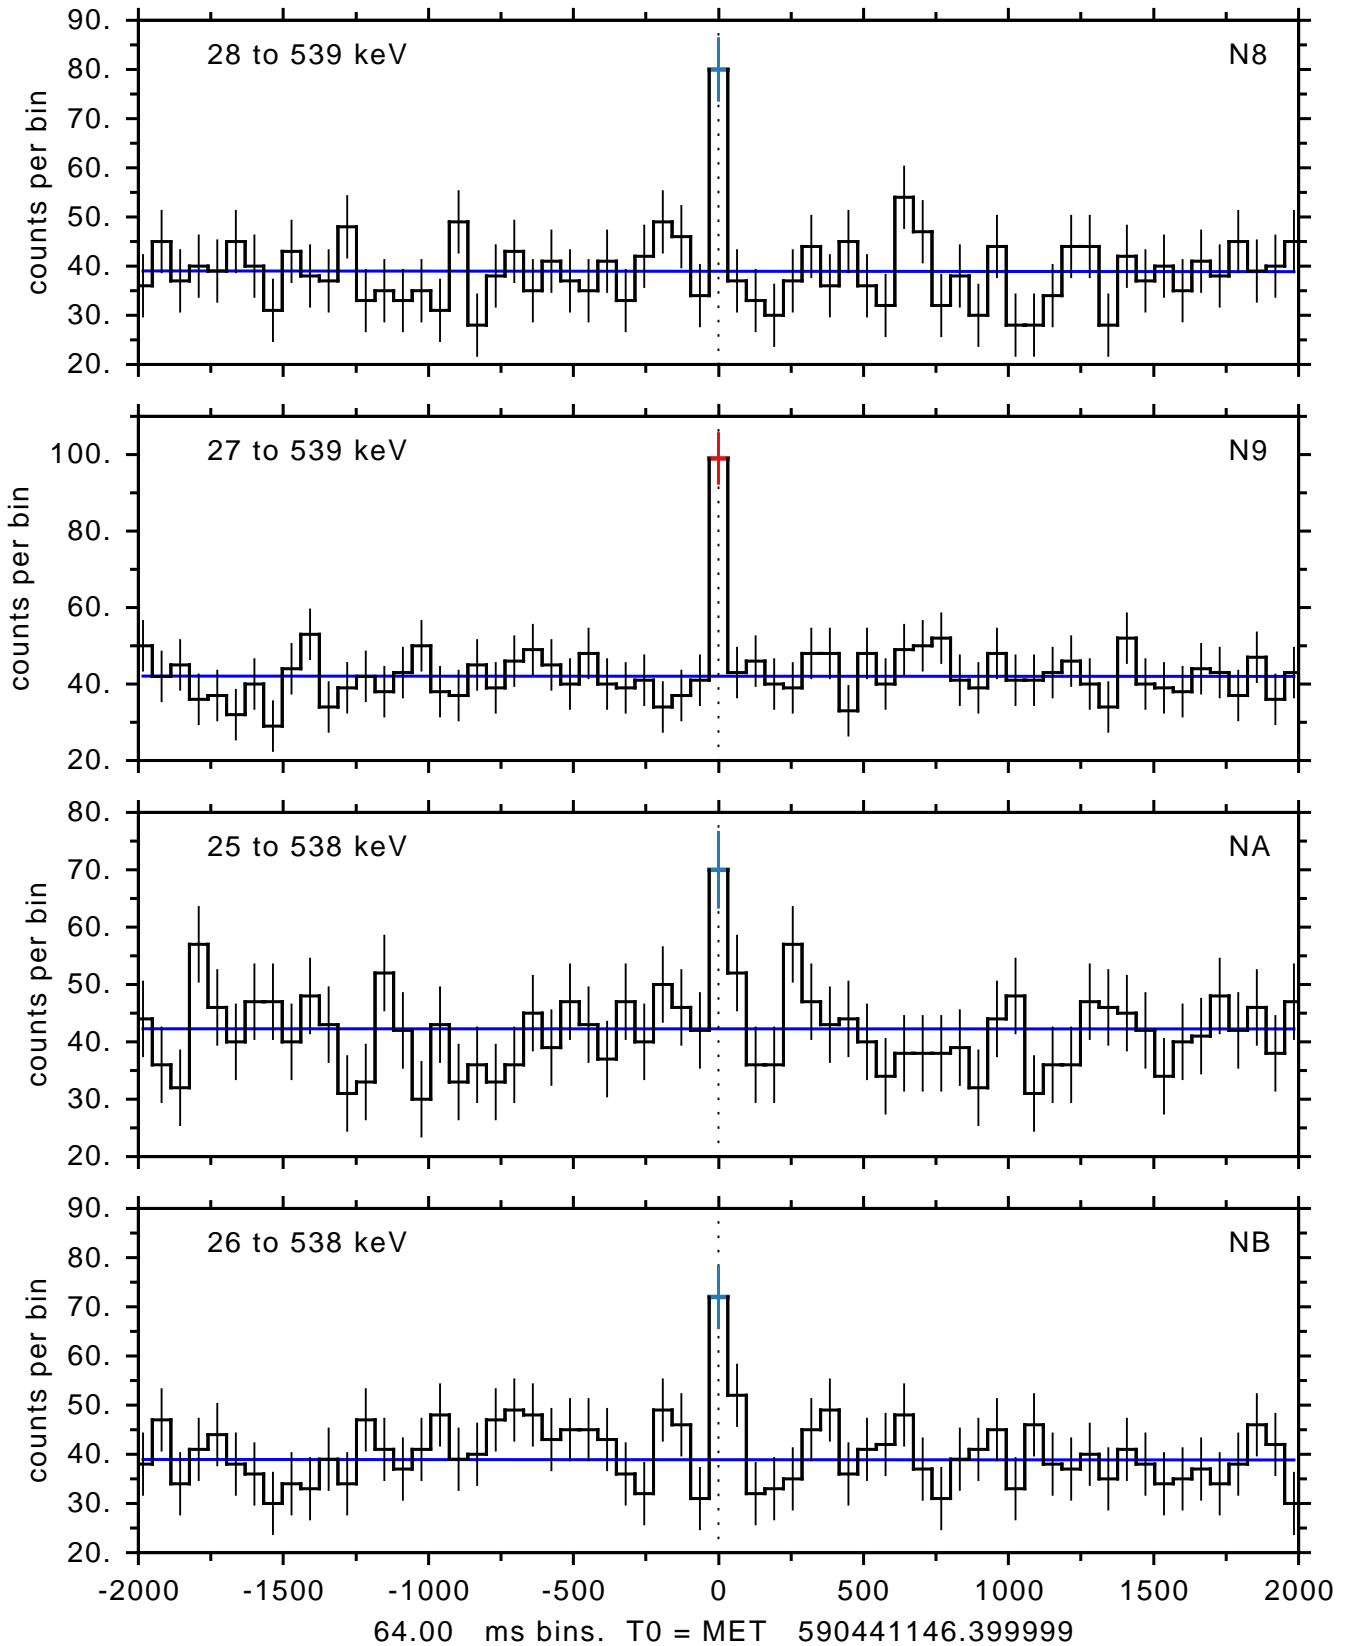 90.
28 to 539 keV N8
80.
70.
60.
50.
40.
30.
20.
counts per bin
27 to 539 keV N9
100.
80.
60.
40.
20.
counts per bin
80.
25 to 538 keV NA
70.
60.
50.
40.
30.
20.
counts per bin
90.
26 to 538 keV NB
80.
70.
60.
50.
40.
30.
20.
counts per bin
-2000 -1500 -1000 -500 0 500 1000 1500 2000
64.00 ms bins. T0 = MET 590441146.399999